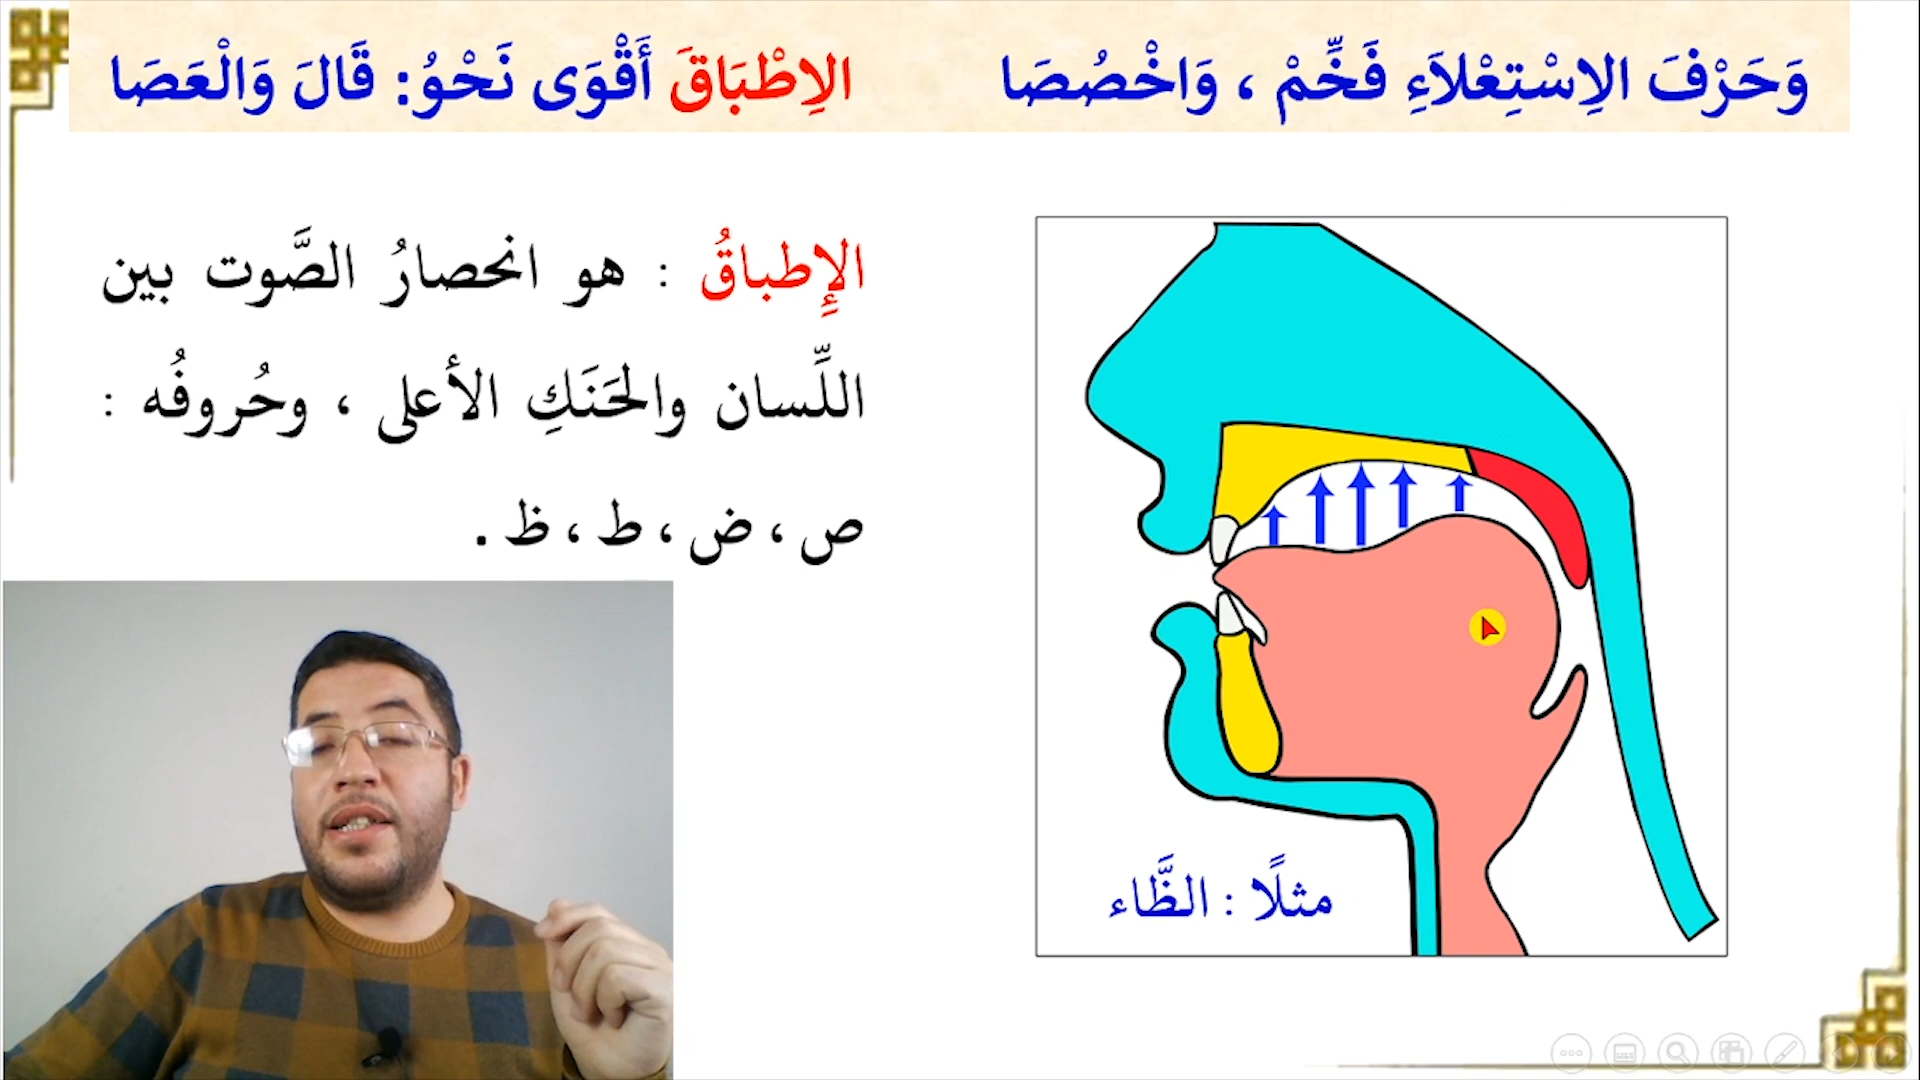 وَحَرْفَ الِاسْتِعْلَاءِ فَخِّمْ ، وَاخْصُصَا الِاطْبَاقَ أَقْوَى نَحْوُ: قَالَ وَالْعَصَا
الإِطباقُ : هو انحصارُ الصَّوت بين
اللِّسان والحَنَكِ الأعلى ، وحُروفُه :
ص ، ض ، ط ، ظ .
مثلًا : الظَّاء